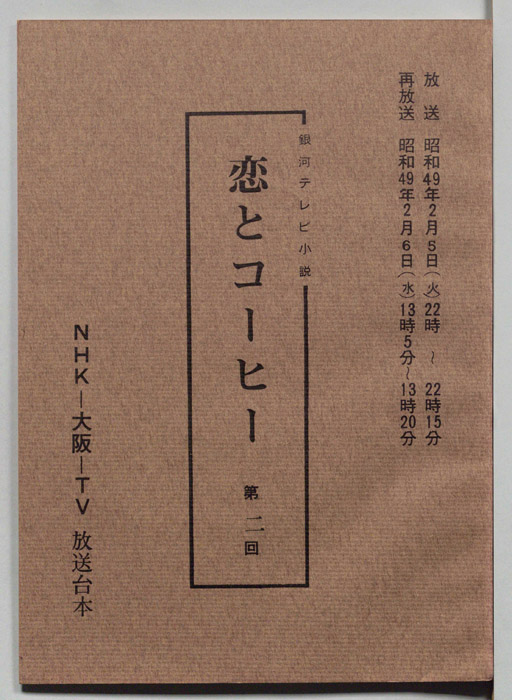 放送 昭和49年2月5日(火)22時 ~ 22時15分
再放送 昭和49年2月6日(水)13時5分~13時20分
銀河テレビ小説
恋とコーヒー 第二回
NHK―大阪―TV 放送台本